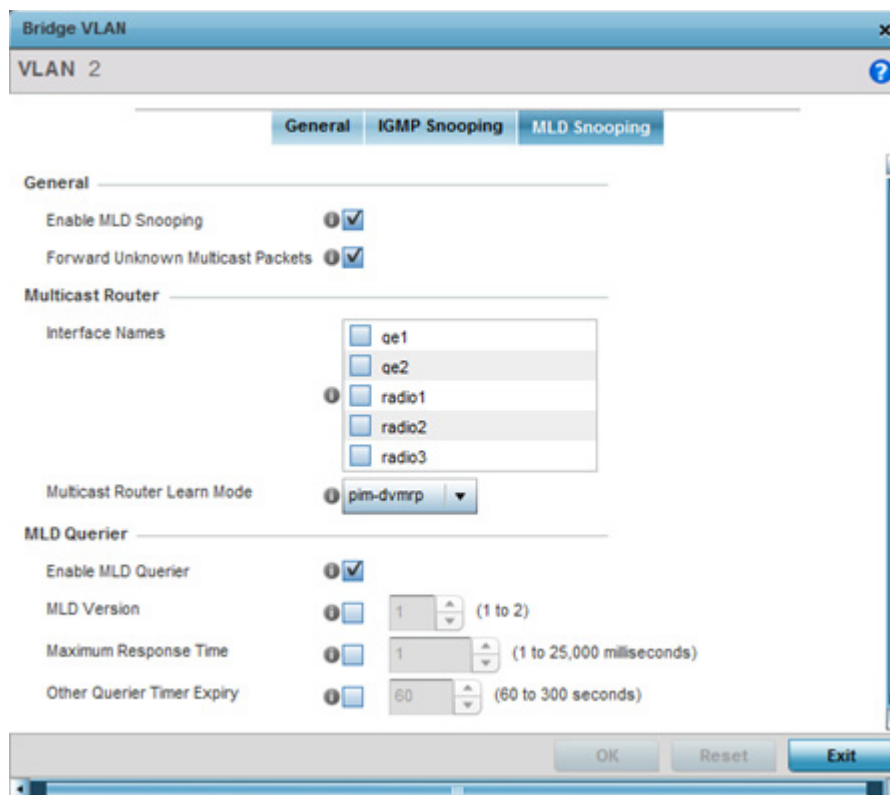 Bridge VLAN
VLAN 2
General IGMP Snooping MLD Snooping
General
Enable MLD Snooping
Forward Unknown Multicast Packets
Multicast Router
Interface Names
ge1
ge2
radio1
radio2
radio3
Multicast Router Learn Mode pim-dvmrp
MLD Querier
Enable MLD Querier
MLD Version 1 (1 to 2)
Maximum Response Time 1 (1 to 25,000 milliseconds)
Other Querier Timer Expiry 60 (60 to 300 seconds)
OK Reset Exit